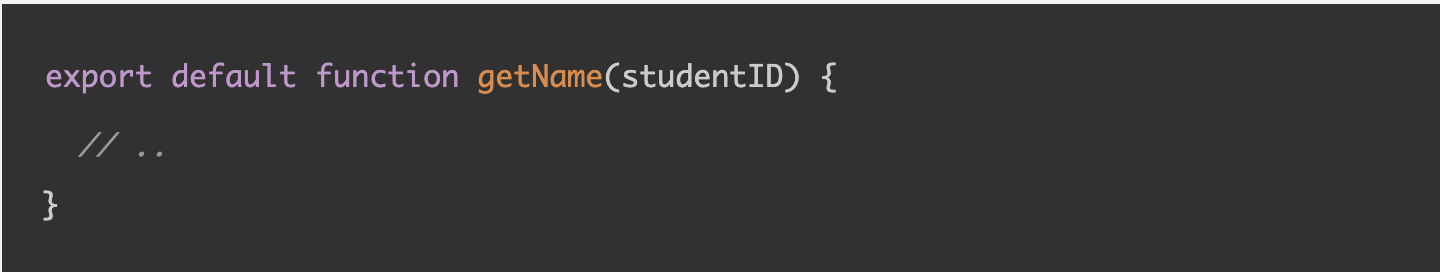 export default function getName(studentID) {
// ..
}